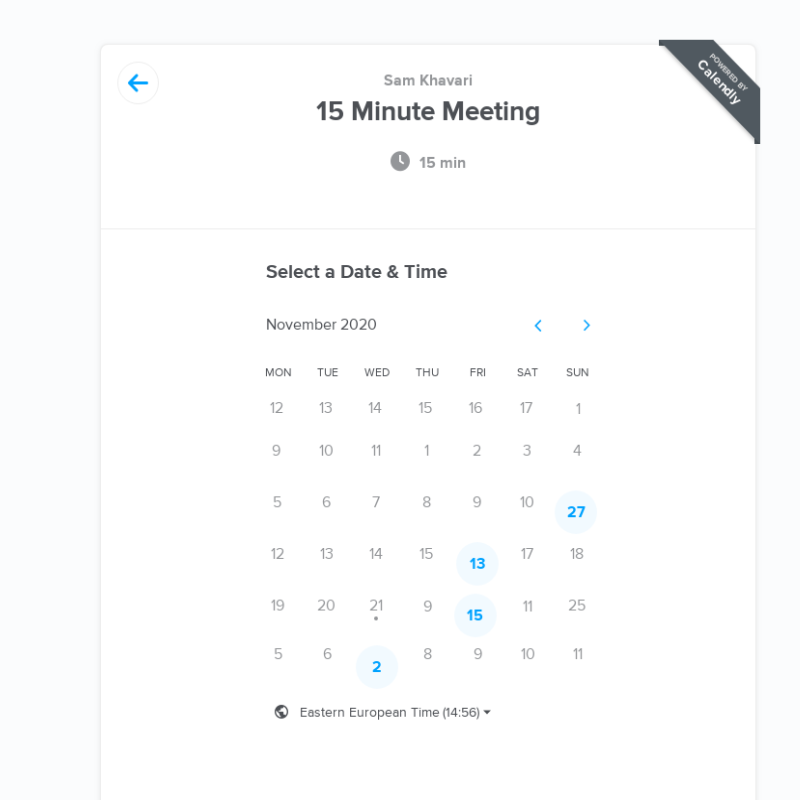 POWERED BY
Calendly
Sam Khavari
15 Minute Meeting
15 min
Select a Date & Time
November 2020
MON TUE WED THU FRI SAT SUN
12 13 14 15 16 17 1
9 10 11 1 2 3 4
5 6 7 8 9 10 27
12 13 14 15 13 17 18
19 20 21 9 15 11 25
5 6 2 8 9 10 11
Eastern European Time (14:56)